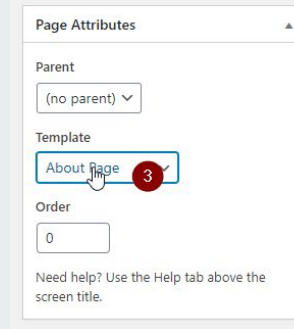 Page Attributes
Parent
(no parent)
Template
About Page
3
Order
0
Need help? Use the Help tab above the
screen title.